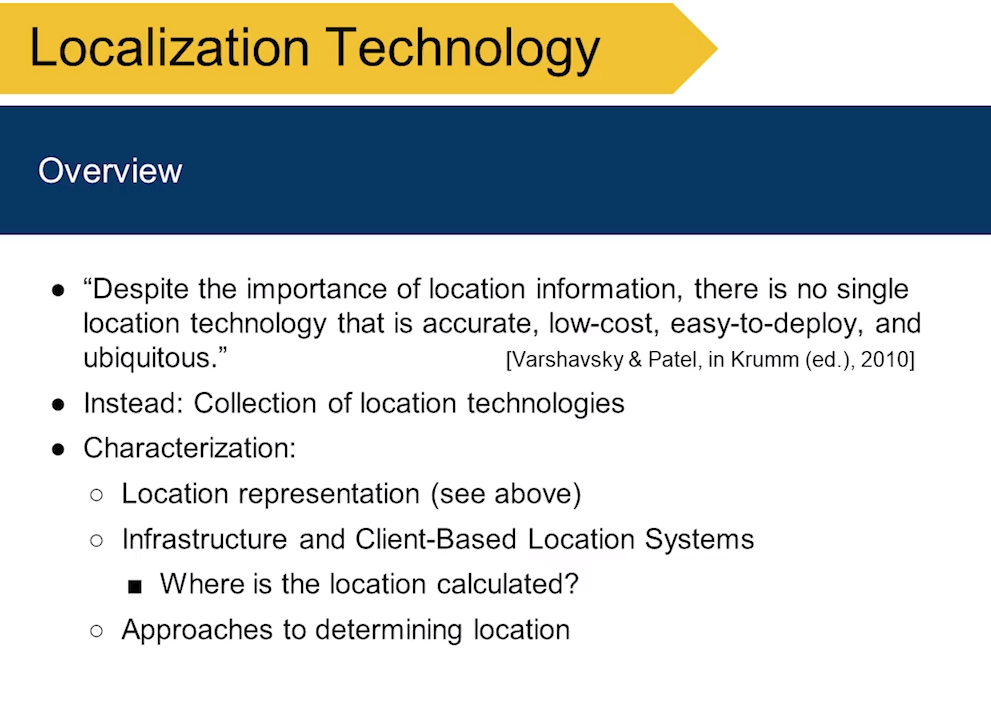 Localization Technology
Overview
● “Despite the importance of location information, there is no single
location technology that is accurate, low-cost, easy-to-deploy, and
ubiquitous.” [Varshavsky & Patel, in Krumm (ed.), 2010]
● Instead: Collection of location technologies
● Characterization:
○ Location representation (see above)
○ Infrastructure and Client-Based Location Systems
■ Where is the location calculated?
○ Approaches to determining location